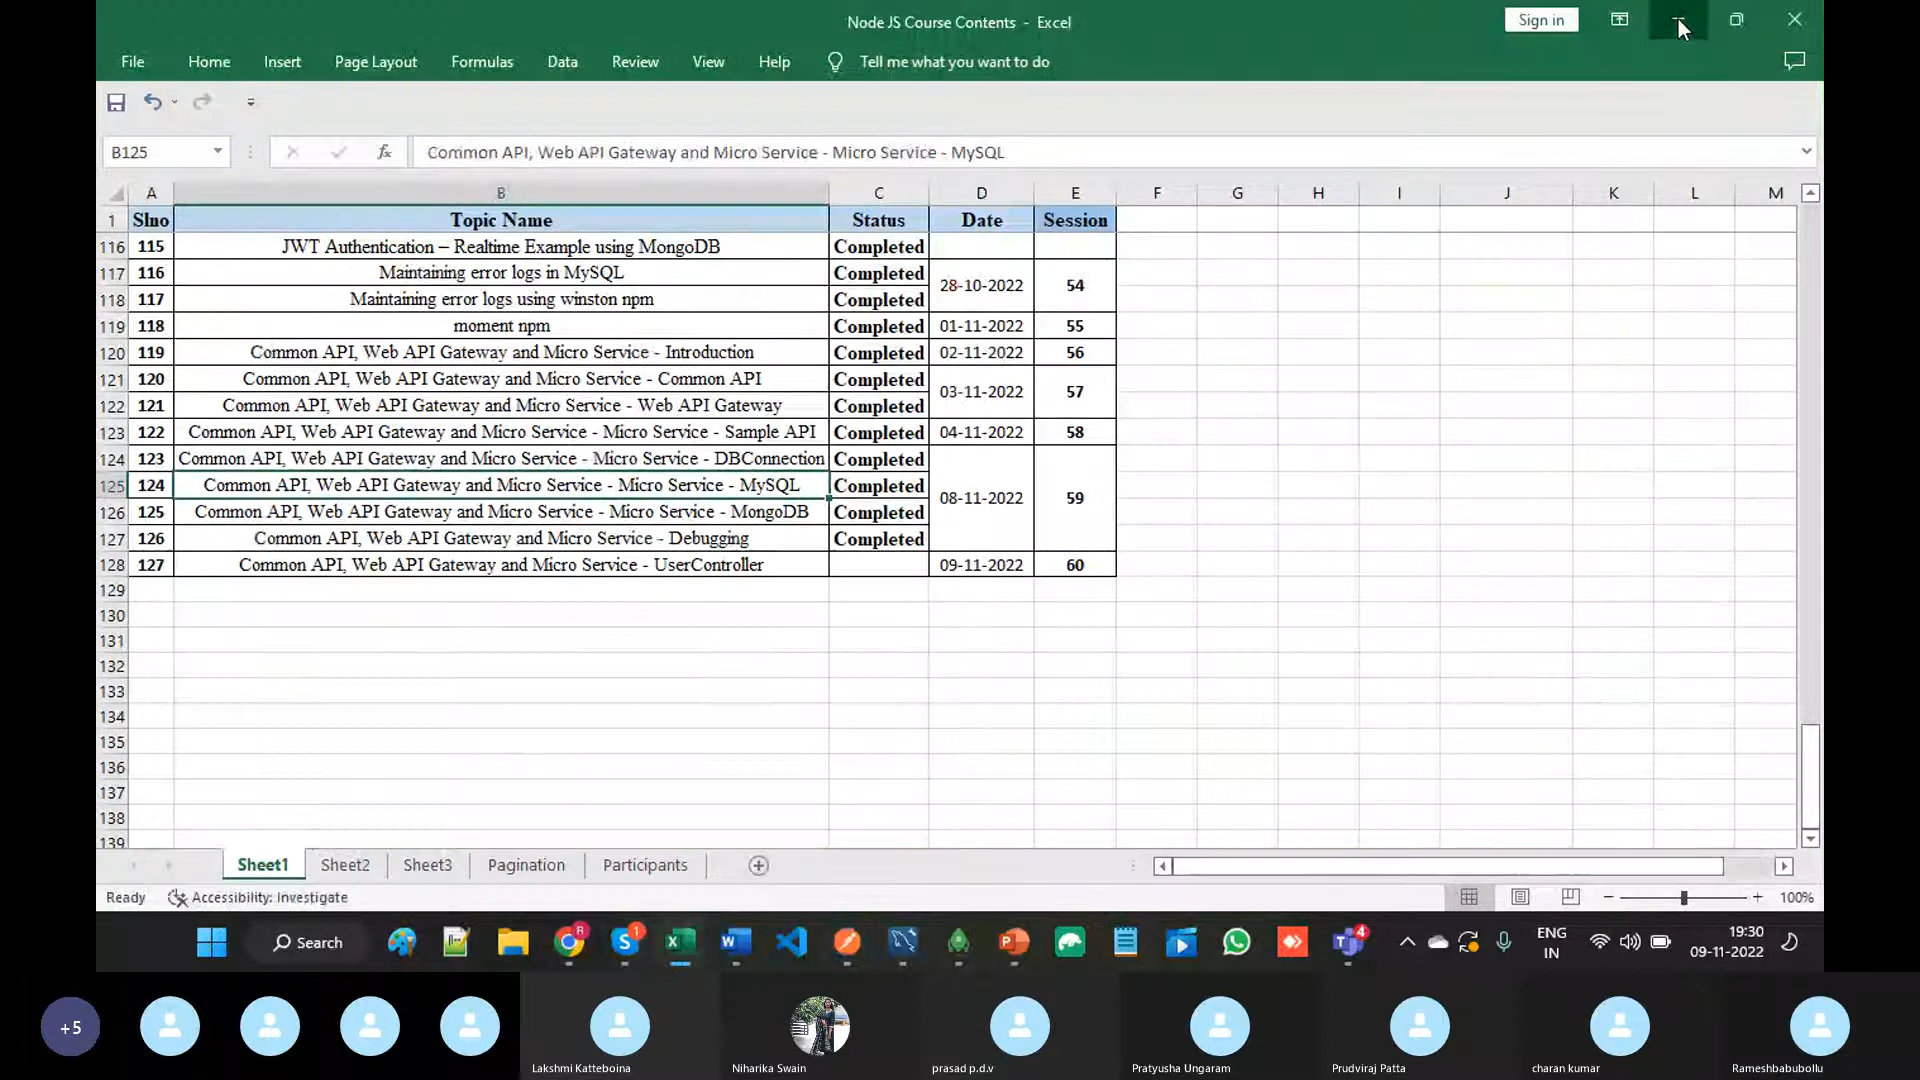 Node JS Course Contents - Excel
Sign in
File Home Insert Page Layout Formulas Data Review View Help Tell me what you want to do
B125 fx Common API, Web API Gateway and Micro Service - Micro Service - MySQL
A B C D E F G H I J K L M
1 Slno Topic Name Status Date Session
116 115 JWT Authentication – Realtime Example using MongoDB Completed
117 116 Maintaining error logs in MySQL Completed
28-10-2022 54
118 117 Maintaining error logs using winston npm Completed
119 118 moment npm Completed 01-11-2022 55
120 119 Common API, Web API Gateway and Micro Service - Introduction Completed 02-11-2022 56
121 120 Common API, Web API Gateway and Micro Service - Common API Completed
03-11-2022 57
122 121 Common API, Web API Gateway and Micro Service - Web API Gateway Completed
123 122 Common API, Web API Gateway and Micro Service - Micro Service - Sample API Completed 04-11-2022 58
124 123 Common API, Web API Gateway and Micro Service - Micro Service - DBConnection Completed
125 124 Common API, Web API Gateway and Micro Service - Micro Service - MySQL Completed
08-11-2022 59
126 125 Common API, Web API Gateway and Micro Service - Micro Service - MongoDB Completed
127 126 Common API, Web API Gateway and Micro Service - Debugging Completed
128 127 Common API, Web API Gateway and Micro Service - UserController 09-11-2022 60
129
130
131
132
133
134
135
136
137
138
139
Sheet1 Sheet2 Sheet3 Pagination Participants
Ready Accessibility: Investigate 100%
Search R 1 4 ENG 19:30
IN 09-11-2022
+5
Lakshmi Katteboina Niharika Swain prasad p.d.v Pratyusha Ungaram Prudviraj Patta charan kumar Rameshbabubollu